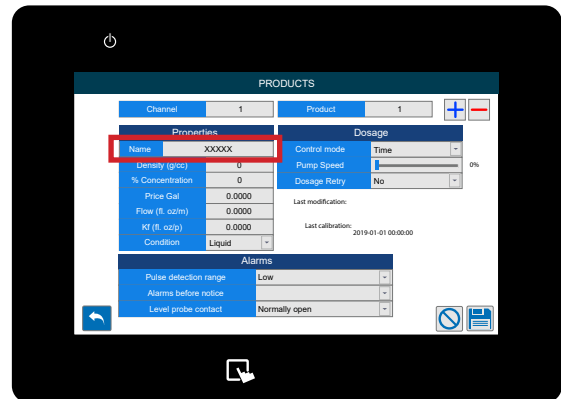 PRODUCTS
Channel 1 Product 1
Properties Dosage
Name XXXXX Control mode Time
Density (g/cc) 0 Pump Speed 0%
% Concentration 0 Dosage Retry No
Price Gal 0.0000
Last modification:
Flow (fl. oz/m) 0.0000
Kf (fl. oz/p) 0.0000 Last calibration: 2019-01-01 00:00:00
Condition Liquid
Alarms
Pulse detection range Low
Alarms before notice
Level probe contact Normally open